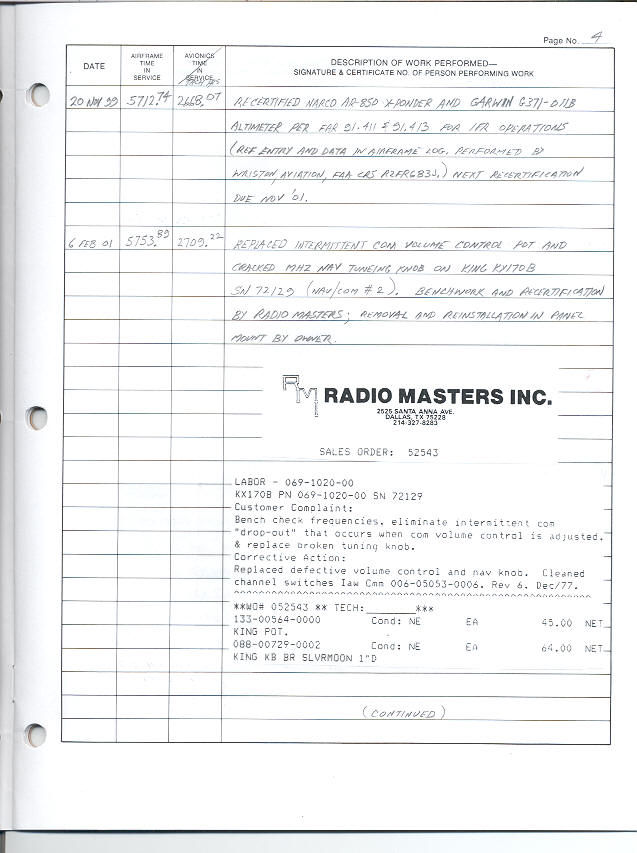 Page No. 4
DATE
AIRFRAME TIME IN SERVICE
AVIONICS TIME IN SERVICE
TACH HRS
DESCRIPTION OF WORK PERFORMED—
SIGNATURE & CERTIFICATE NO. OF PERSON PERFORMING WORK
20 NOV 99 5712.74 2668.07 RECERTIFIED NARCO AR-850 X-PONDER AND GARWIN G371-011B
ALTIMETER PER FAR 91.411 & 91.413 FOR IFR OPERATIONS
(REF ENTRY AND DATA IN AIRFRAME LOG, PERFORMED BY
WRISTON, AVIATION, FAA CRS A2FR683J.) NEXT RECERTIFICATION
DUE NOV '01.
6 FEB 01 5753.89 2709.22 REPLACED INTERMITTENT COM VOLUME CONTROL POT AND
CRACKED MHZ NAV TUNEING KNOB ON KING KX170B
SN 72129 (NAV/COM #2). BENCHWORK AND RECERTIFICATION
BY RADIO MASTERS; REMOVAL AND REINSTALLATION IN PANEL
MOUNT BY OWNER.
RM RADIO MASTERS INC.
2525 SANTA ANNA AVE.
DALLAS, TX 75228
214-327-8283
SALES ORDER: 52543
LABOR - 069-1020-00
KX170B PN 069-1020-00 SN 72129
Customer Complaint:
Bench check frequencies, eliminate intermittent com
"drop-out" that occurs when com volume control is adjusted,
& replace broken tuning knob.
Corrective Action:
Replaced defective volume control and nav knob. Cleaned
channel switches Iaw Cmm 006-05053-0006. Rev 6. Dec/77.
^^^^^^^^^^^^^^^^^^^^^^^^^^^^^^^^^^^^^^^^^^^^^^^^^^^^^^^^^^^
**WO# 052543 ** TECH:________***
133-00564-0000 Cond: NE EA 45.00 NET
KING POT.
088-00729-0002 Cond: NE EA 64.00 NET
KING KB BR SLVRMOON 1"D
(CONTINUED)